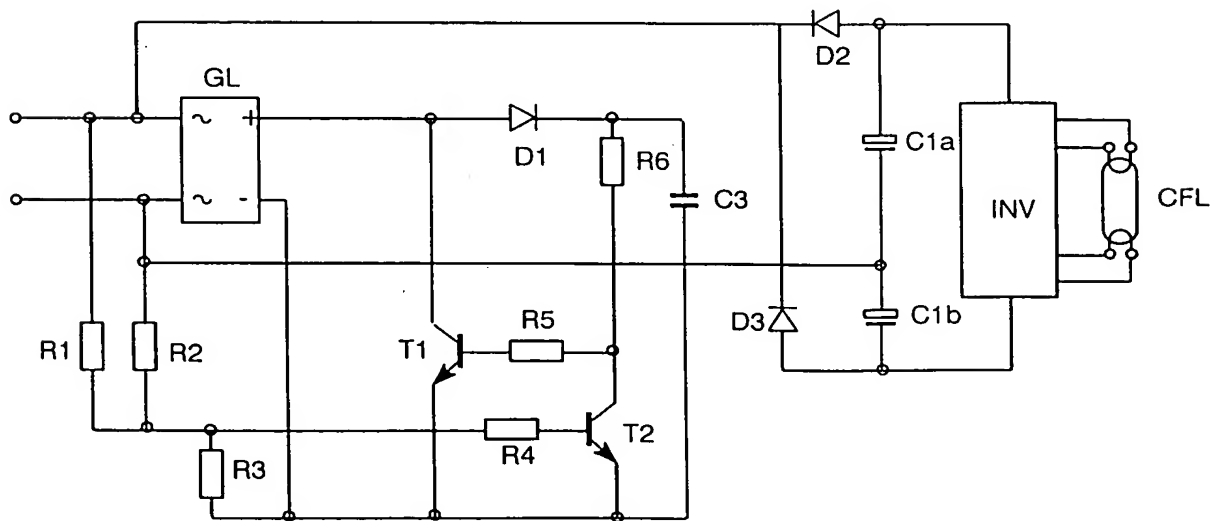 D2
GL
~
+
D1
R6
C1a
C3
INV
CFL
~
-
R1
R2
T1
R5
D3
C1b
R4
T2
R3